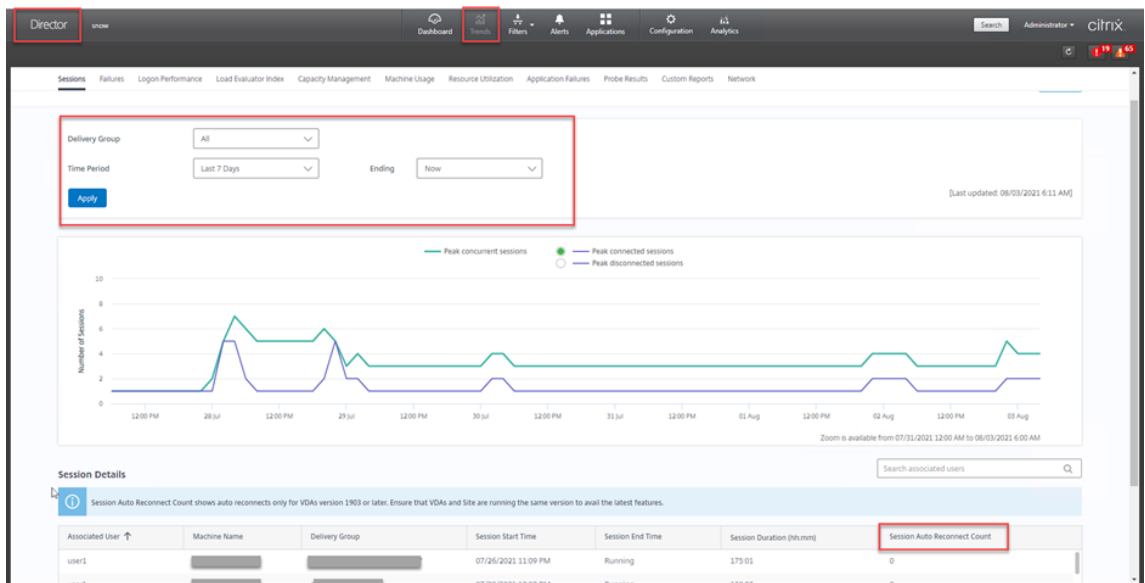 Director snow Dashboard Trends Filters Alerts Applications Configuration Analytics Search Administrator citrix
19 65
Sessions Failures Logon Performance Load Evaluator Index Capacity Management Machine Usage Resource Utilization Application Failures Probe Results Custom Reports Network
Delivery Group All
Time Period Last 7 Days Ending Now
Apply [Last updated: 08/03/2021 6:11 AM]
Peak concurrent sessions Peak connected sessions
Peak disconnected sessions
Number of Sessions
10
8
6
4
2
0
12:00 PM 28 Jul 12:00 PM 29 Jul 12:00 PM 30 Jul 12:00 PM 31 Jul 12:00 PM 01 Aug 12:00 PM 02 Aug 12:00 PM 03 Aug
Zoom is available from 07/31/2021 12:00 AM to 08/03/2021 6:00 AM
Session Details Search associated users
Session Auto Reconnect Count shows auto reconnects only for VDAs version 1903 or later. Ensure that VDAs and Site are running the same version to avail the latest features.
Associated User Machine Name Delivery Group Session Start Time Session End Time Session Duration (hh:mm) Session Auto Reconnect Count
user1 07/26/2021 11:09 PM Running 175:01 0